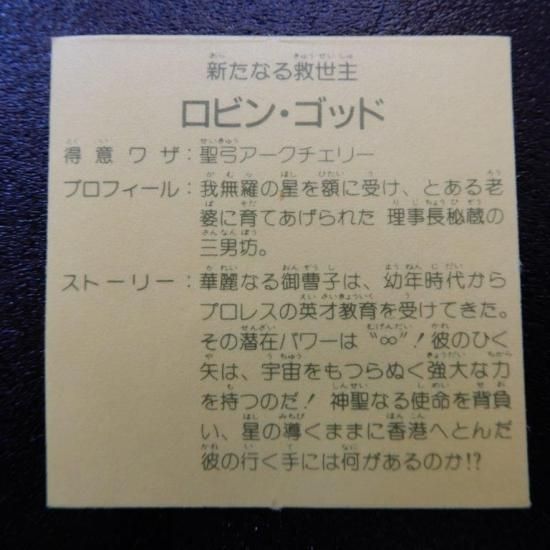 新たなる救世主
ロビン・ゴッド
得意ワザ：聖弓アークチェリー
プロフィール：我無羅の星を額に受け、とある老
婆に育てあげられた 理事長秘蔵の
三男坊。
ストーリー：華麗なる御曹子は、幼年時代から
プロレスの英才教育を受けてきた。
その潜在パワーは“∞”！彼のひく
矢は、宇宙をもつらぬく強大な力
を持つのだ！神聖なる使命を背負
い、星の導くままに香港へとんだ
彼の行く手には何があるのか!?